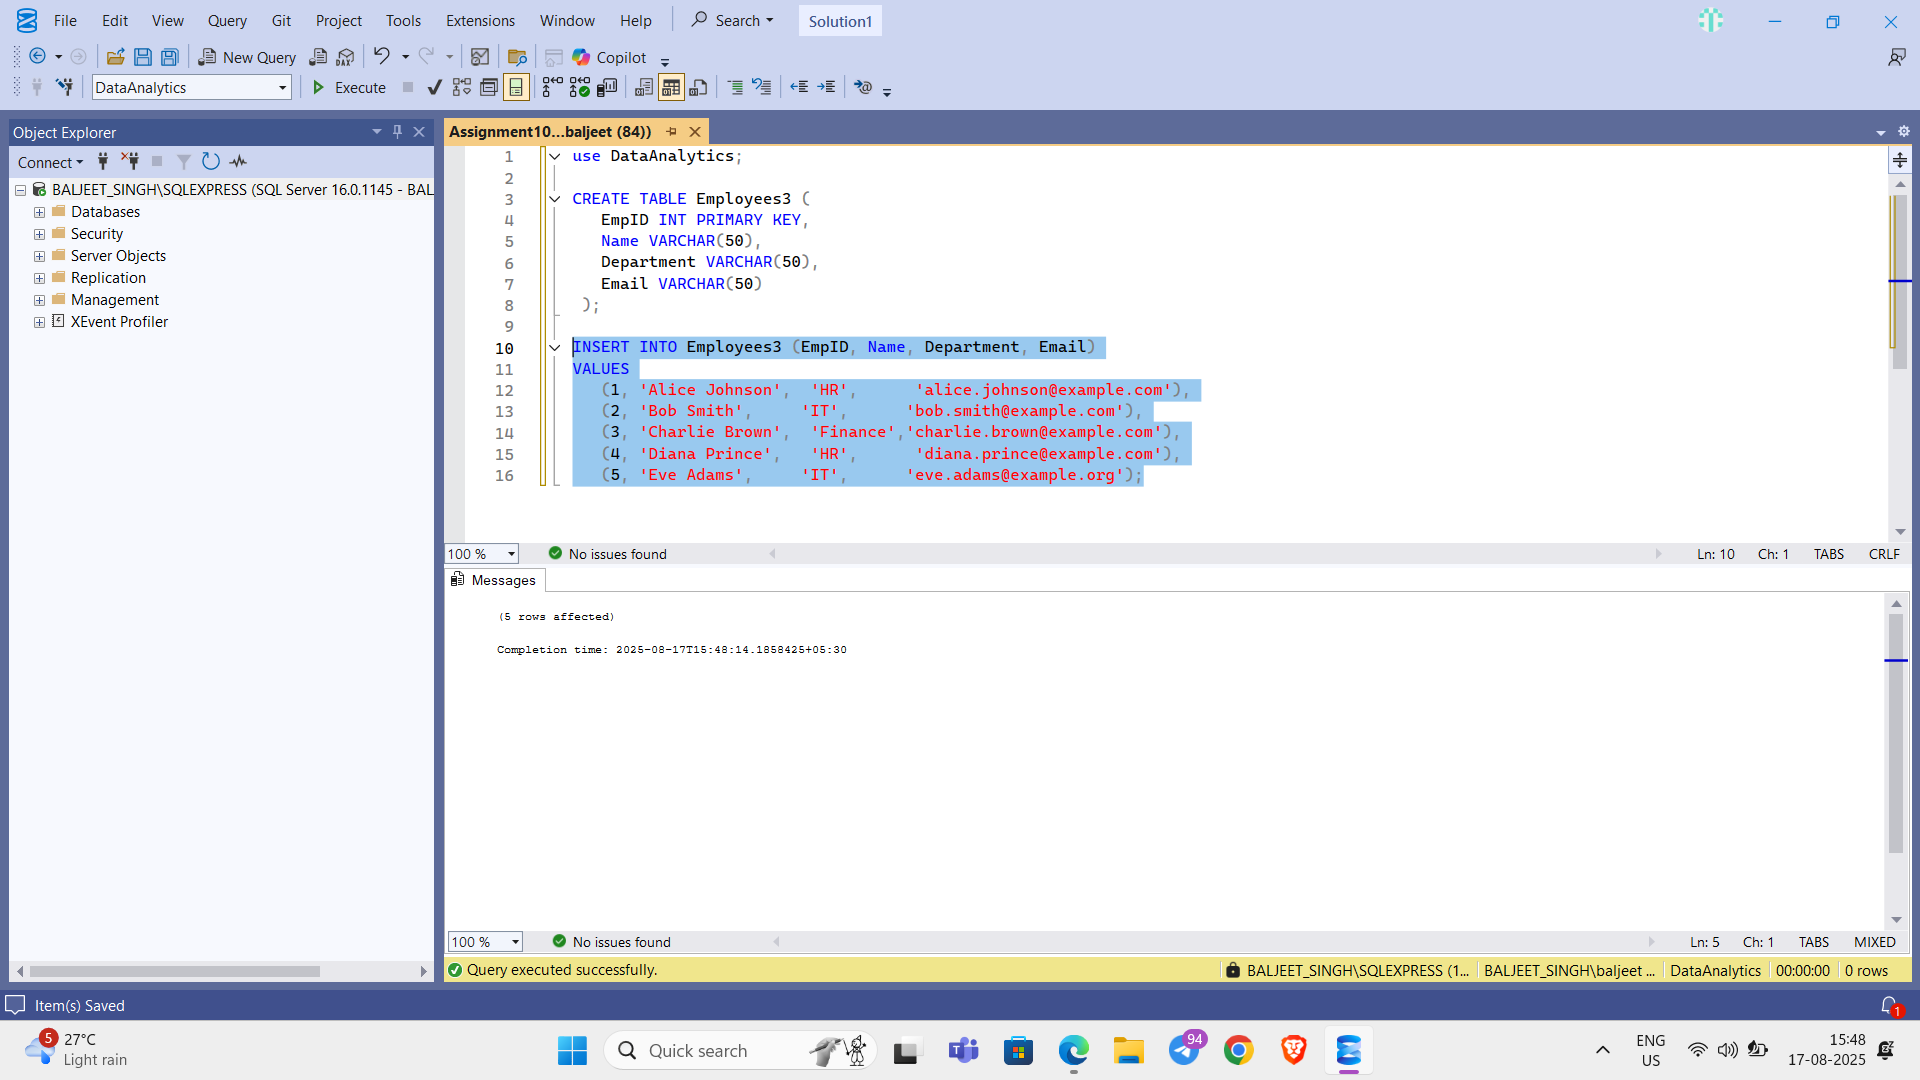 File Edit View Query Git Project Tools Extensions Window Help Search Solution1
New Query DAX Copilot
DataAnalytics Execute
Object Explorer
Connect
BALJEET_SINGH\SQLEXPRESS (SQL Server 16.0.1145 - BAL
Databases
Security
Server Objects
Replication
Management
XEvent Profiler
Assignment10...baljeet (84))
1 use DataAnalytics;
2
3 CREATE TABLE Employees3 (
4 EmpID INT PRIMARY KEY,
5 Name VARCHAR(50),
6 Department VARCHAR(50),
7 Email VARCHAR(50)
8 );
9
10 INSERT INTO Employees3 (EmpID, Name, Department, Email)
11 VALUES
12 (1, 'Alice Johnson', 'HR', 'alice.johnson@example.com'),
13 (2, 'Bob Smith', 'IT', 'bob.smith@example.com'),
14 (3, 'Charlie Brown', 'Finance','charlie.brown@example.com'),
15 (4, 'Diana Prince', 'HR', 'diana.prince@example.com'),
16 (5, 'Eve Adams', 'IT', 'eve.adams@example.org');
100 % No issues found Ln: 10 Ch: 1 TABS CRLF
Messages
(5 rows affected)
Completion time: 2025-08-17T15:48:14.1858425+05:30
100 % No issues found Ln: 5 Ch: 1 TABS MIXED
Query executed successfully. BALJEET_SINGH\SQLEXPRESS (1... BALJEET_SINGH\baljeet ... DataAnalytics 00:00:00 0 rows
Item(s) Saved 1
5 27°C
Light rain
Quick search
94
ENG
US
15:48
17-08-2025